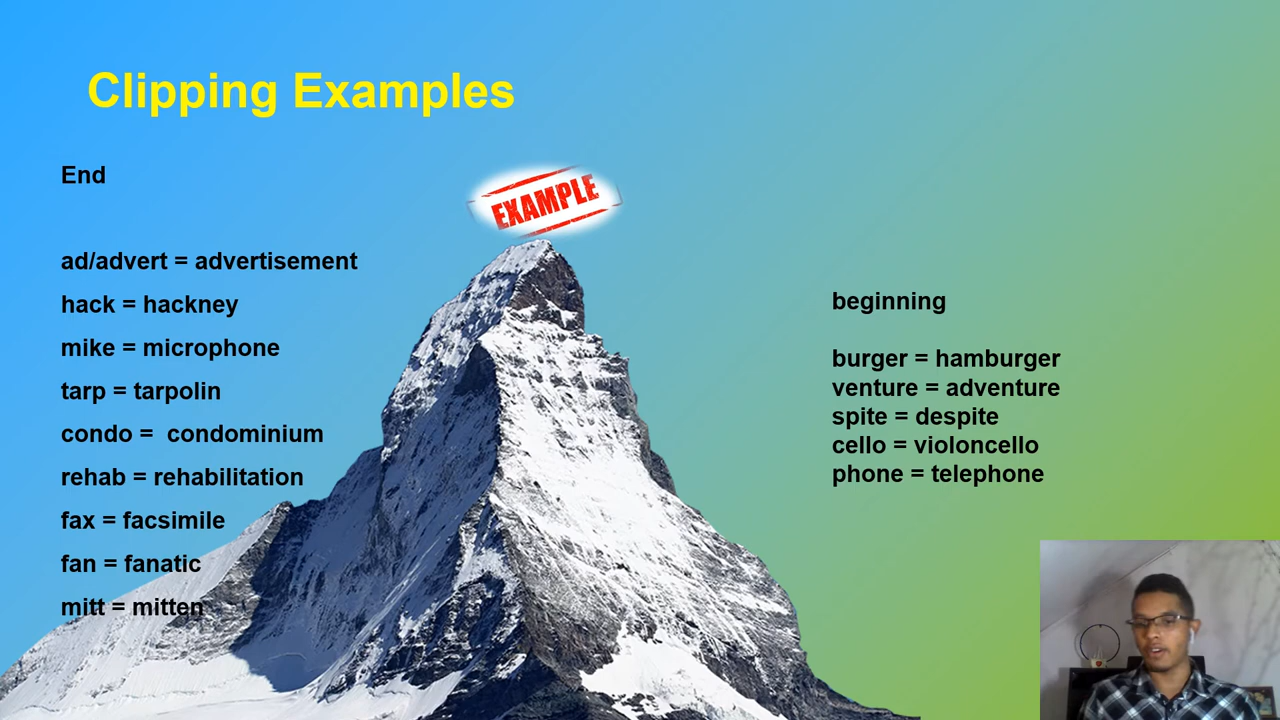 Clipping Examples
End
EXAMPLE
ad/advert = advertisement
hack = hackney
mike = microphone
tarp = tarpolin
condo =  condominium
rehab = rehabilitation
fax = facsimile
fan = fanatic
mitt = mitten
beginning
burger = hamburger
venture = adventure
spite = despite
cello = violoncello
phone = telephone